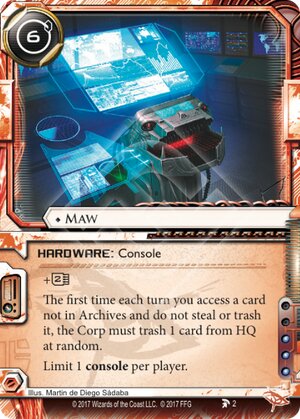 6
MAW
HARDWARE: Console
+2
The first time each turn you access a card
not in Archives and do not steal or trash
it, the Corp must trash 1 card from HQ
at random.
Limit 1 console per player.
Illus. Martin de Diego Sádaba
© 2017 Wizards of the Coast LLC. © 2017 FFG
2